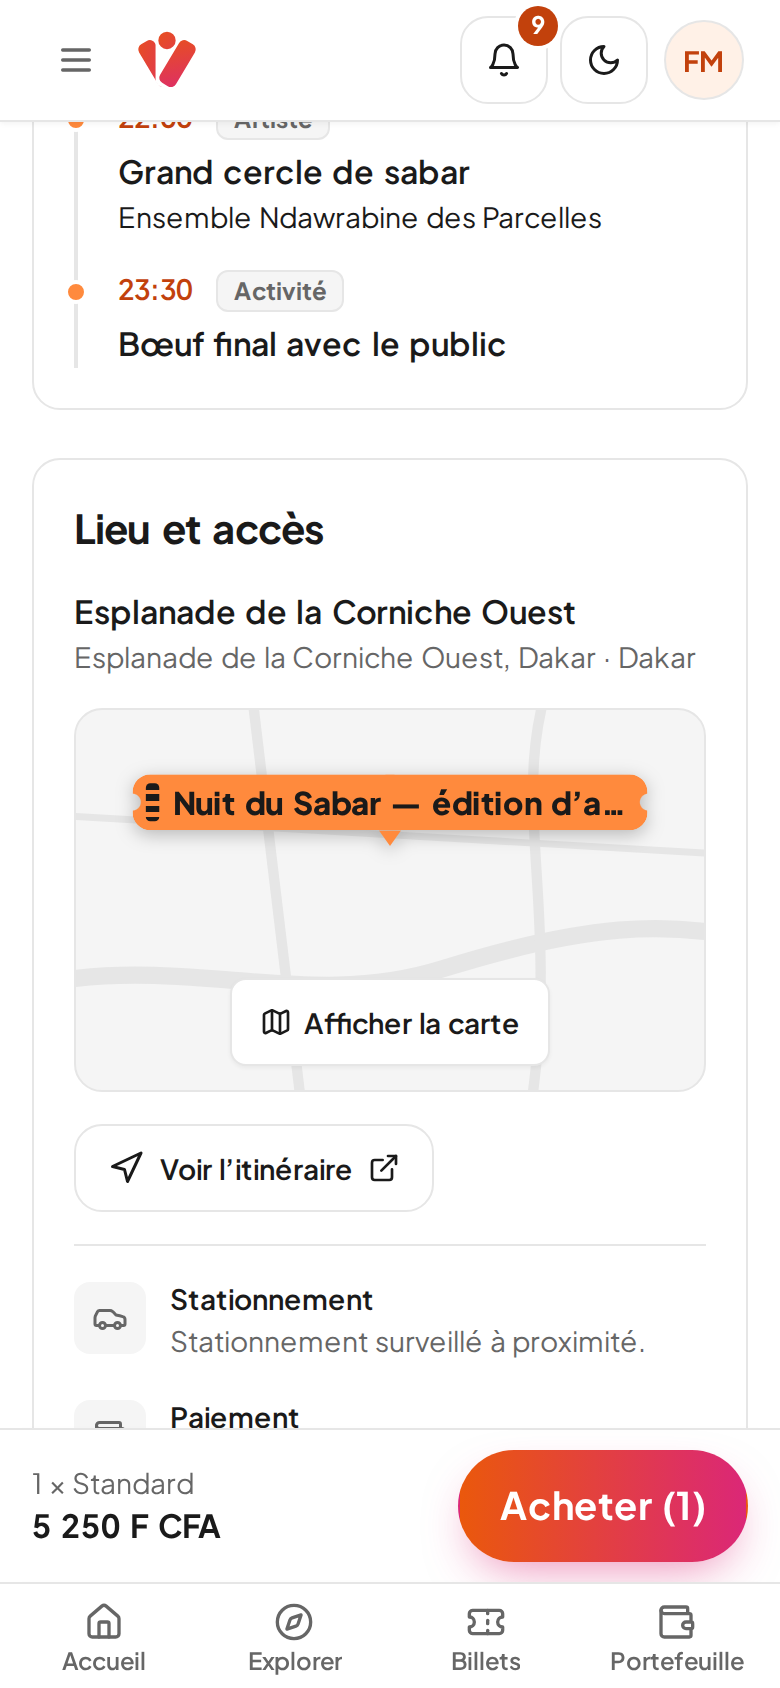 9
FM
22:00 Artiste
Grand cercle de sabar
Ensemble Ndawrabine des Parcelles
23:30 Activité
Bœuf final avec le public
Lieu et accès
Esplanade de la Corniche Ouest
Esplanade de la Corniche Ouest, Dakar · Dakar
Nuit du Sabar — édition d’a...
Afficher la carte
Voir l’itinéraire
Stationnement
Stationnement surveillé à proximité.
Paiement
1 × Standard
5 250 F CFA
Acheter (1)
Accueil
Explorer
Billets
Portefeuille